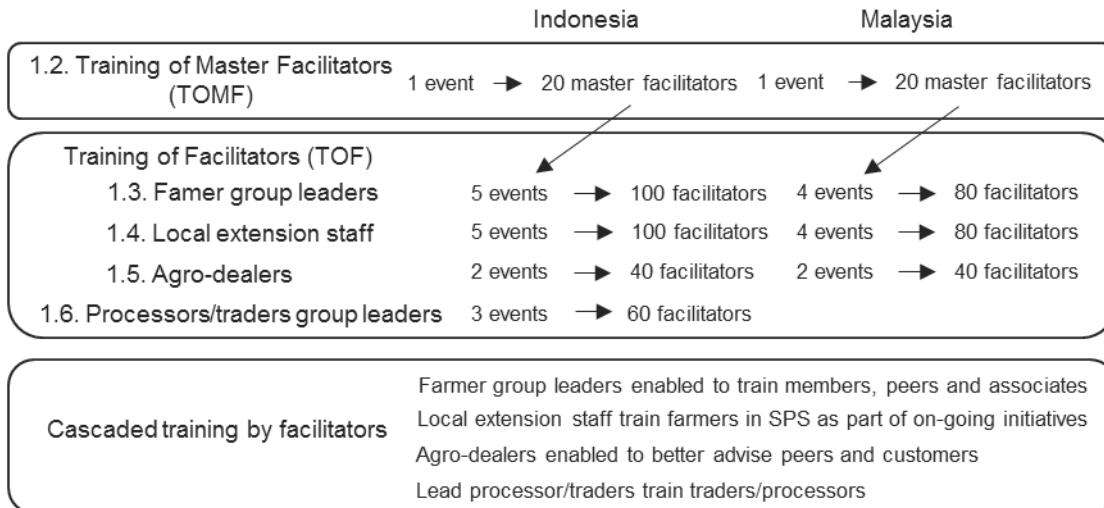 Indonesia Malaysia
1.2. Training of Master Facilitators 1 event 20 master facilitators 1 event 20 master facilitators
(TOMF)
Training of Facilitators (TOF)
1.3. Famer group leaders 5 events 100 facilitators 4 events 80 facilitators
1.4. Local extension staff 5 events 100 facilitators 4 events 80 facilitators
1.5. Agro-dealers 2 events 40 facilitators 2 events 40 facilitators
1.6. Processors/traders group leaders 3 events 60 facilitators
Cascaded training by facilitators
Farmer group leaders enabled to train members, peers and associates
Local extension staff train farmers in SPS as part of on-going initiatives
Agro-dealers enabled to better advise peers and customers
Lead processor/traders train traders/processors